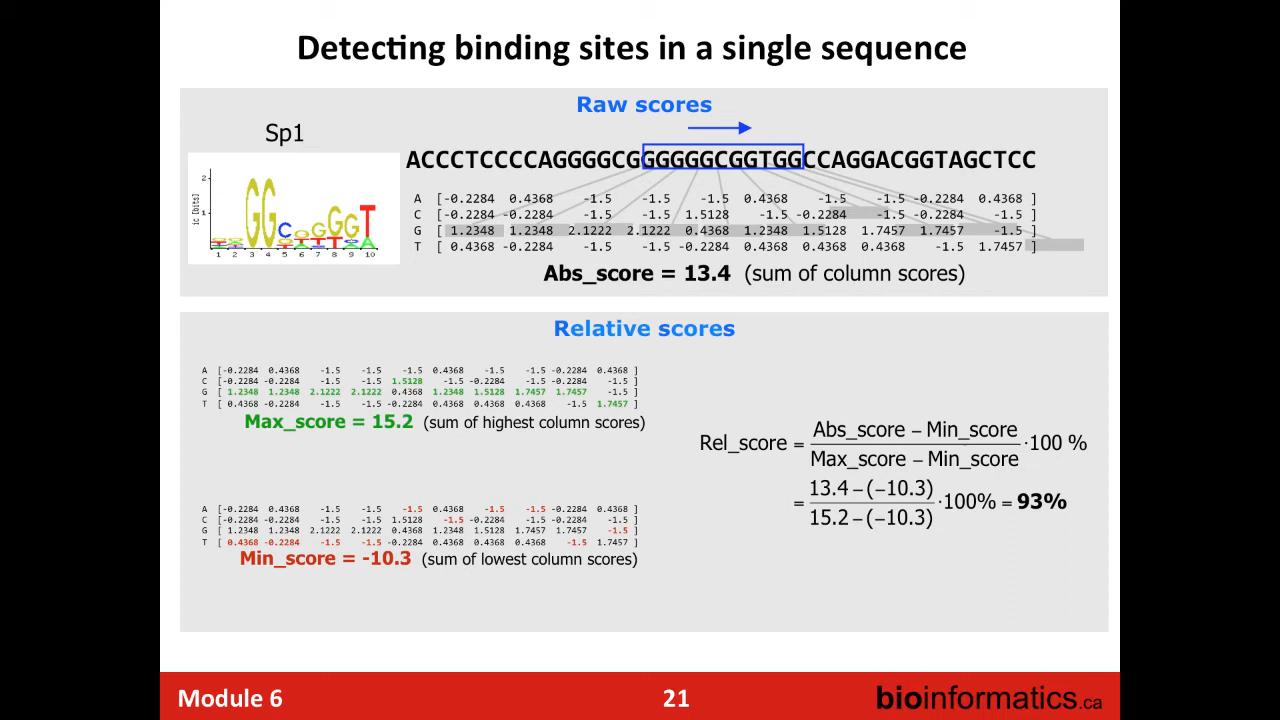 Detecting binding sites in a single sequence
Raw scores
Sp1
ACCCTCCCCAGGGGCGGGGGGCGGTGGCCAGGACGGTAGCTCC
ic [bits]
2
1
0
1 2 3 4 5 6 7 8 9 10
A [-0.2284 0.4368 -1.5 -1.5 -1.5 0.4368 -1.5 -1.5 -0.2284 0.4368 ]
C [-0.2284 -0.2284 -1.5 -1.5 1.5128 -1.5 -0.2284 -1.5 -0.2284 -1.5 ]
G [ 1.2348 1.2348 2.1222 2.1222 0.4368 1.2348 1.5128 1.7457 1.7457 -1.5 ]
T [ 0.4368 -0.2284 -1.5 -1.5 -0.2284 0.4368 0.4368 0.4368 -1.5 1.7457 ]
Abs_score = 13.4 (sum of column scores)
Relative scores
A [-0.2284 0.4368 -1.5 -1.5 -1.5 0.4368 -1.5 -1.5 -0.2284 0.4368 ]
C [-0.2284 -0.2284 -1.5 -1.5 1.5128 -1.5 -0.2284 -1.5 -0.2284 -1.5 ]
G [ 1.2348 1.2348 2.1222 2.1222 0.4368 1.2348 1.5128 1.7457 1.7457 -1.5 ]
T [ 0.4368 -0.2284 -1.5 -1.5 -0.2284 0.4368 0.4368 0.4368 -1.5 1.7457 ]
Max_score = 15.2 (sum of highest column scores)
A [-0.2284 0.4368 -1.5 -1.5 -1.5 0.4368 -1.5 -1.5 -0.2284 0.4368 ]
C [-0.2284 -0.2284 -1.5 -1.5 1.5128 -1.5 -0.2284 -1.5 -0.2284 -1.5 ]
G [ 1.2348 1.2348 2.1222 2.1222 0.4368 1.2348 1.5128 1.7457 1.7457 -1.5 ]
T [ 0.4368 -0.2284 -1.5 -1.5 -0.2284 0.4368 0.4368 0.4368 -1.5 1.7457 ]
Min_score = -10.3 (sum of lowest column scores)
Abs_score – Min_score
Rel_score = ·100 %
Max_score – Min_score
13.4 – (–10.3)
= ·100% = 93%
15.2 – (–10.3)
Module 6
21
bioinformatics.ca